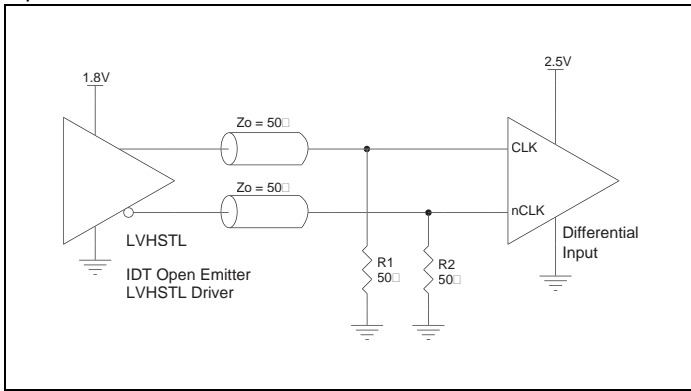 2.5V
1.8V
Zo = 50□
CLK
Zo = 50□
nCLK
LVHSTL
Differential
Input
IDT Open Emitter
LVHSTL Driver
R1
50□
R2
50□